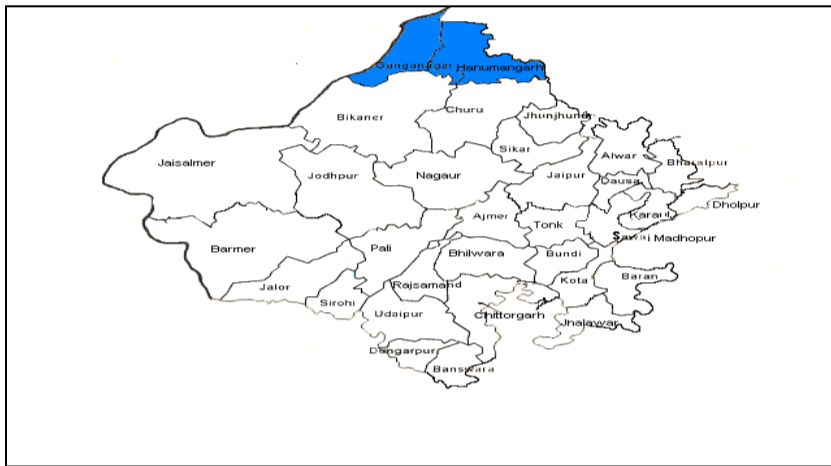 Gunganagar
Hanumangarh
Bikaner
Churu
Jhunjhunu
Sikar
Alwar
Bharatpur
Jaisalmer
Jodhpur
Nagaur
Jaipur
Dausa
Dholpur
Ajmer
Tonk
Karauli
Sawai Madhopur
Barmer
Pali
Bhilwara
Bundi
Baran
Jalor
Rajsamand
Kota
Sirohi
Udaipur
Chittorgarh
Jhalawar
Dungarpur
Banswara